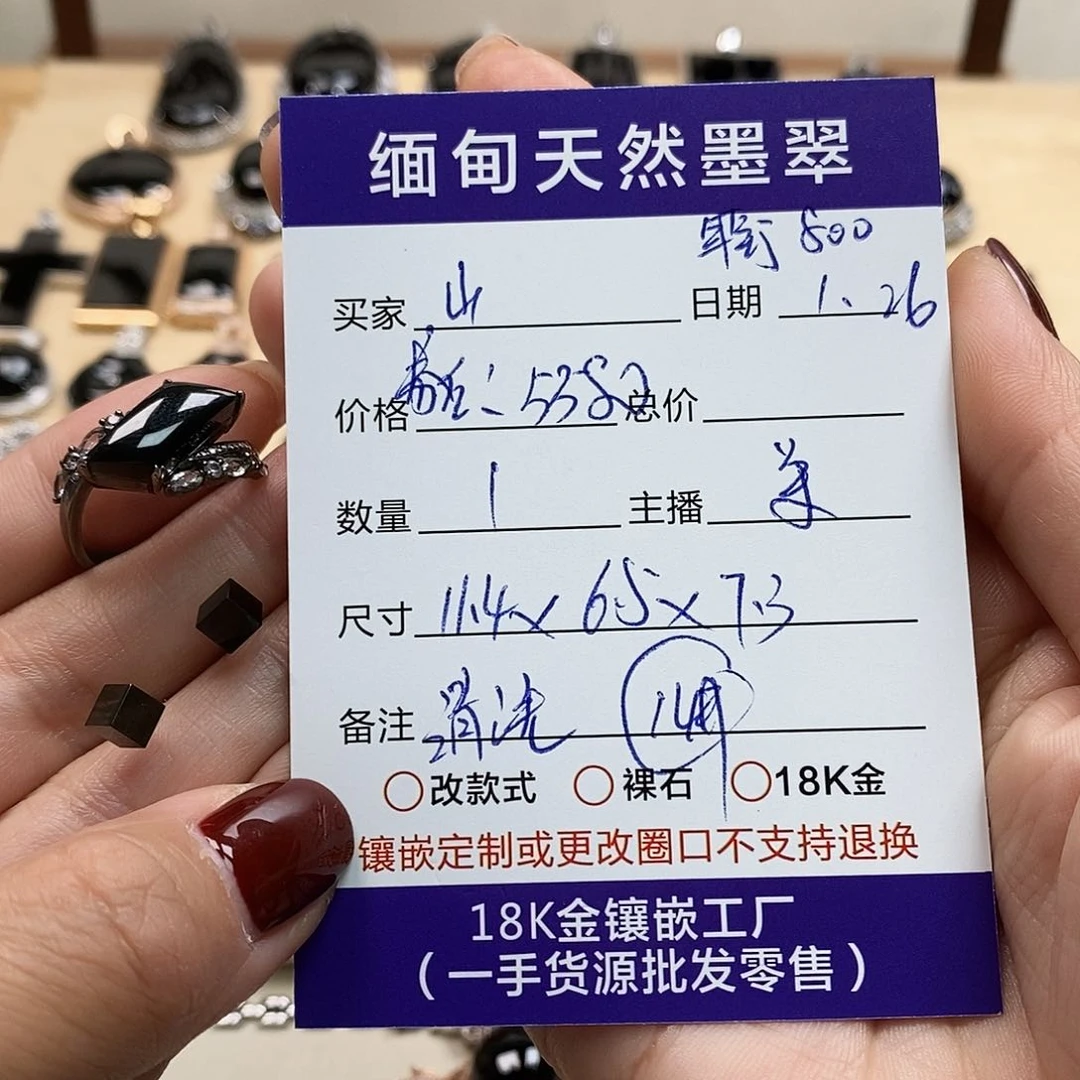 缅甸天然墨翠
800
买家 山 日期 1.26
价格 总价
数量 1 主播
尺寸 11.4x 6.5x 7.3
备注
改款式 裸石 18K金
镶嵌定制或更改圈口不支持退换
18K金镶嵌工厂
(一手货源批发零售)